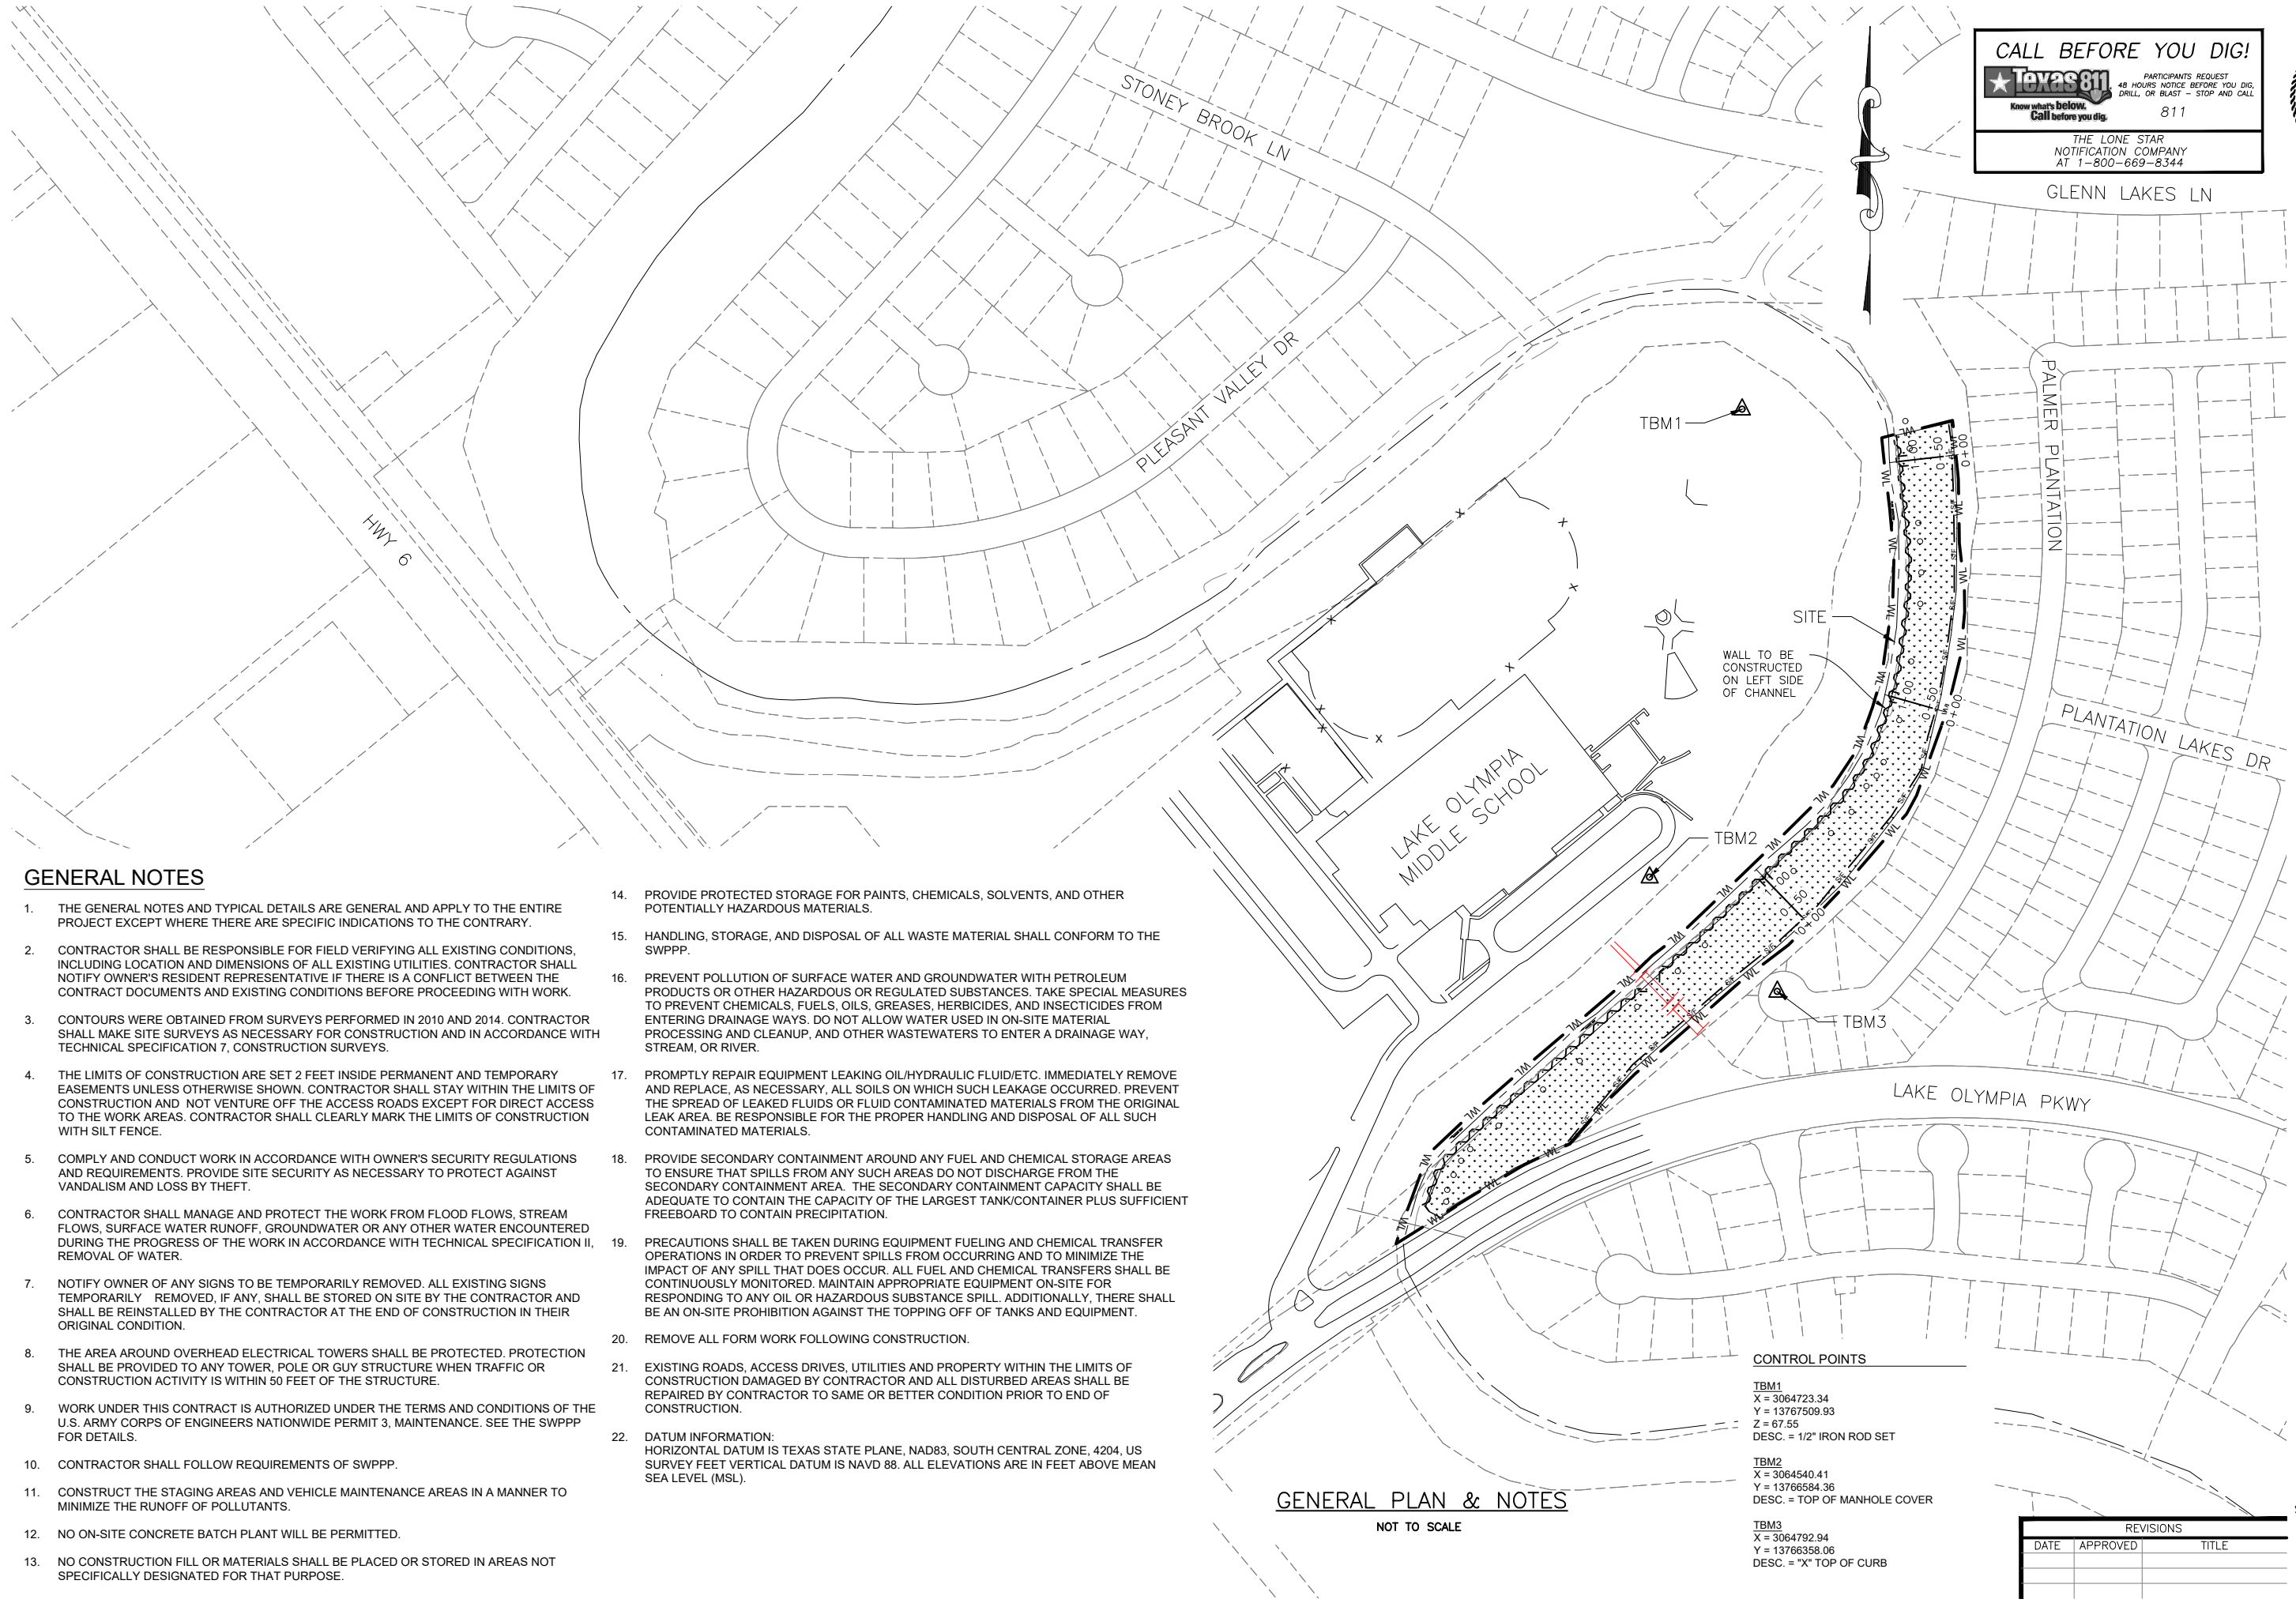 CALL BEFORE YOU DIG!
Texas 811
Know what's below.
Call before you dig.
PARTICIPANTS REQUEST
48 HOURS NOTICE BEFORE YOU DIG,
DRILL, OR BLAST – STOP AND CALL
811
THE LONE STAR
NOTIFICATION COMPANY
AT 1-800-669-8344
GLENN LAKES LN
STONEY BROOK LN
PLEASANT VALLEY DR
HWY 6
PALMER PLANTATION
PLANTATION LAKES DR
TBM1
SITE
WALL TO BE
CONSTRUCTED
ON LEFT SIDE
OF CHANNEL
LAKE OLYMPIA
MIDDLE SCHOOL
TBM2
TBM3
LAKE OLYMPIA PKWY
0+00
0+50
1+00
0+00
0+50
1+00
0+00
0+50
WL
GENERAL NOTES
1. THE GENERAL NOTES AND TYPICAL DETAILS ARE GENERAL AND APPLY TO THE ENTIRE
PROJECT EXCEPT WHERE THERE ARE SPECIFIC INDICATIONS TO THE CONTRARY.
2. CONTRACTOR SHALL BE RESPONSIBLE FOR FIELD VERIFYING ALL EXISTING CONDITIONS,
INCLUDING LOCATION AND DIMENSIONS OF ALL EXISTING UTILITIES. CONTRACTOR SHALL
NOTIFY OWNER'S RESIDENT REPRESENTATIVE IF THERE IS A CONFLICT BETWEEN THE
CONTRACT DOCUMENTS AND EXISTING CONDITIONS BEFORE PROCEEDING WITH WORK.
3. CONTOURS WERE OBTAINED FROM SURVEYS PERFORMED IN 2010 AND 2014. CONTRACTOR
SHALL MAKE SITE SURVEYS AS NECESSARY FOR CONSTRUCTION AND IN ACCORDANCE WITH
TECHNICAL SPECIFICATION 7, CONSTRUCTION SURVEYS.
4. THE LIMITS OF CONSTRUCTION ARE SET 2 FEET INSIDE PERMANENT AND TEMPORARY
EASEMENTS UNLESS OTHERWISE SHOWN. CONTRACTOR SHALL STAY WITHIN THE LIMITS OF
CONSTRUCTION AND NOT VENTURE OFF THE ACCESS ROADS EXCEPT FOR DIRECT ACCESS
TO THE WORK AREAS. CONTRACTOR SHALL CLEARLY MARK THE LIMITS OF CONSTRUCTION
WITH SILT FENCE.
5. COMPLY AND CONDUCT WORK IN ACCORDANCE WITH OWNER'S SECURITY REGULATIONS
AND REQUIREMENTS. PROVIDE SITE SECURITY AS NECESSARY TO PROTECT AGAINST
VANDALISM AND LOSS BY THEFT.
6. CONTRACTOR SHALL MANAGE AND PROTECT THE WORK FROM FLOOD FLOWS, STREAM
FLOWS, SURFACE WATER RUNOFF, GROUNDWATER OR ANY OTHER WATER ENCOUNTERED
DURING THE PROGRESS OF THE WORK IN ACCORDANCE WITH TECHNICAL SPECIFICATION II,
REMOVAL OF WATER.
7. NOTIFY OWNER OF ANY SIGNS TO BE TEMPORARILY REMOVED. ALL EXISTING SIGNS
TEMPORARILY REMOVED, IF ANY, SHALL BE STORED ON SITE BY THE CONTRACTOR AND
SHALL BE REINSTALLED BY THE CONTRACTOR AT THE END OF CONSTRUCTION IN THEIR
ORIGINAL CONDITION.
8. THE AREA AROUND OVERHEAD ELECTRICAL TOWERS SHALL BE PROTECTED. PROTECTION
SHALL BE PROVIDED TO ANY TOWER, POLE OR GUY STRUCTURE WHEN TRAFFIC OR
CONSTRUCTION ACTIVITY IS WITHIN 50 FEET OF THE STRUCTURE.
9. WORK UNDER THIS CONTRACT IS AUTHORIZED UNDER THE TERMS AND CONDITIONS OF THE
U.S. ARMY CORPS OF ENGINEERS NATIONWIDE PERMIT 3, MAINTENANCE. SEE THE SWPPP
FOR DETAILS.
10. CONTRACTOR SHALL FOLLOW REQUIREMENTS OF SWPPP.
11. CONSTRUCT THE STAGING AREAS AND VEHICLE MAINTENANCE AREAS IN A MANNER TO
MINIMIZE THE RUNOFF OF POLLUTANTS.
12. NO ON-SITE CONCRETE BATCH PLANT WILL BE PERMITTED.
13. NO CONSTRUCTION FILL OR MATERIALS SHALL BE PLACED OR STORED IN AREAS NOT
SPECIFICALLY DESIGNATED FOR THAT PURPOSE.
14. PROVIDE PROTECTED STORAGE FOR PAINTS, CHEMICALS, SOLVENTS, AND OTHER
POTENTIALLY HAZARDOUS MATERIALS.
15. HANDLING, STORAGE, AND DISPOSAL OF ALL WASTE MATERIAL SHALL CONFORM TO THE
SWPPP.
16. PREVENT POLLUTION OF SURFACE WATER AND GROUNDWATER WITH PETROLEUM
PRODUCTS OR OTHER HAZARDOUS OR REGULATED SUBSTANCES. TAKE SPECIAL MEASURES
TO PREVENT CHEMICALS, FUELS, OILS, GREASES, HERBICIDES, AND INSECTICIDES FROM
ENTERING DRAINAGE WAYS. DO NOT ALLOW WATER USED IN ON-SITE MATERIAL
PROCESSING AND CLEANUP, AND OTHER WASTEWATERS TO ENTER A DRAINAGE WAY,
STREAM, OR RIVER.
17. PROMPTLY REPAIR EQUIPMENT LEAKING OIL/HYDRAULIC FLUID/ETC. IMMEDIATELY REMOVE
AND REPLACE, AS NECESSARY, ALL SOILS ON WHICH SUCH LEAKAGE OCCURRED. PREVENT
THE SPREAD OF LEAKED FLUIDS OR FLUID CONTAMINATED MATERIALS FROM THE ORIGINAL
LEAK AREA. BE RESPONSIBLE FOR THE PROPER HANDLING AND DISPOSAL OF ALL SUCH
CONTAMINATED MATERIALS.
18. PROVIDE SECONDARY CONTAINMENT AROUND ANY FUEL AND CHEMICAL STORAGE AREAS
TO ENSURE THAT SPILLS FROM ANY SUCH AREAS DO NOT DISCHARGE FROM THE
SECONDARY CONTAINMENT AREA. THE SECONDARY CONTAINMENT CAPACITY SHALL BE
ADEQUATE TO CONTAIN THE CAPACITY OF THE LARGEST TANK/CONTAINER PLUS SUFFICIENT
FREEBOARD TO CONTAIN PRECIPITATION.
19. PRECAUTIONS SHALL BE TAKEN DURING EQUIPMENT FUELING AND CHEMICAL TRANSFER
OPERATIONS IN ORDER TO PREVENT SPILLS FROM OCCURRING AND TO MINIMIZE THE
IMPACT OF ANY SPILL THAT DOES OCCUR. ALL FUEL AND CHEMICAL TRANSFERS SHALL BE
CONTINUOUSLY MONITORED. MAINTAIN APPROPRIATE EQUIPMENT ON-SITE FOR
RESPONDING TO ANY OIL OR HAZARDOUS SUBSTANCE SPILL. ADDITIONALLY, THERE SHALL
BE AN ON-SITE PROHIBITION AGAINST THE TOPPING OFF OF TANKS AND EQUIPMENT.
20. REMOVE ALL FORM WORK FOLLOWING CONSTRUCTION.
21. EXISTING ROADS, ACCESS DRIVES, UTILITIES AND PROPERTY WITHIN THE LIMITS OF
CONSTRUCTION DAMAGED BY CONTRACTOR AND ALL DISTURBED AREAS SHALL BE
REPAIRED BY CONTRACTOR TO SAME OR BETTER CONDITION PRIOR TO END OF
CONSTRUCTION.
22. DATUM INFORMATION:
HORIZONTAL DATUM IS TEXAS STATE PLANE, NAD83, SOUTH CENTRAL ZONE, 4204, US
SURVEY FEET VERTICAL DATUM IS NAVD 88. ALL ELEVATIONS ARE IN FEET ABOVE MEAN
SEA LEVEL (MSL).
GENERAL PLAN & NOTES
NOT TO SCALE
CONTROL POINTS
TBM1
X = 3064723.34
Y = 13767509.93
Z = 67.55
DESC. = 1/2" IRON ROD SET
TBM2
X = 3064540.41
Y = 13766584.36
DESC. = TOP OF MANHOLE COVER
TBM3
X = 3064792.94
Y = 13766358.06
DESC. = "X" TOP OF CURB
REVISIONS
DATE APPROVED TITLE